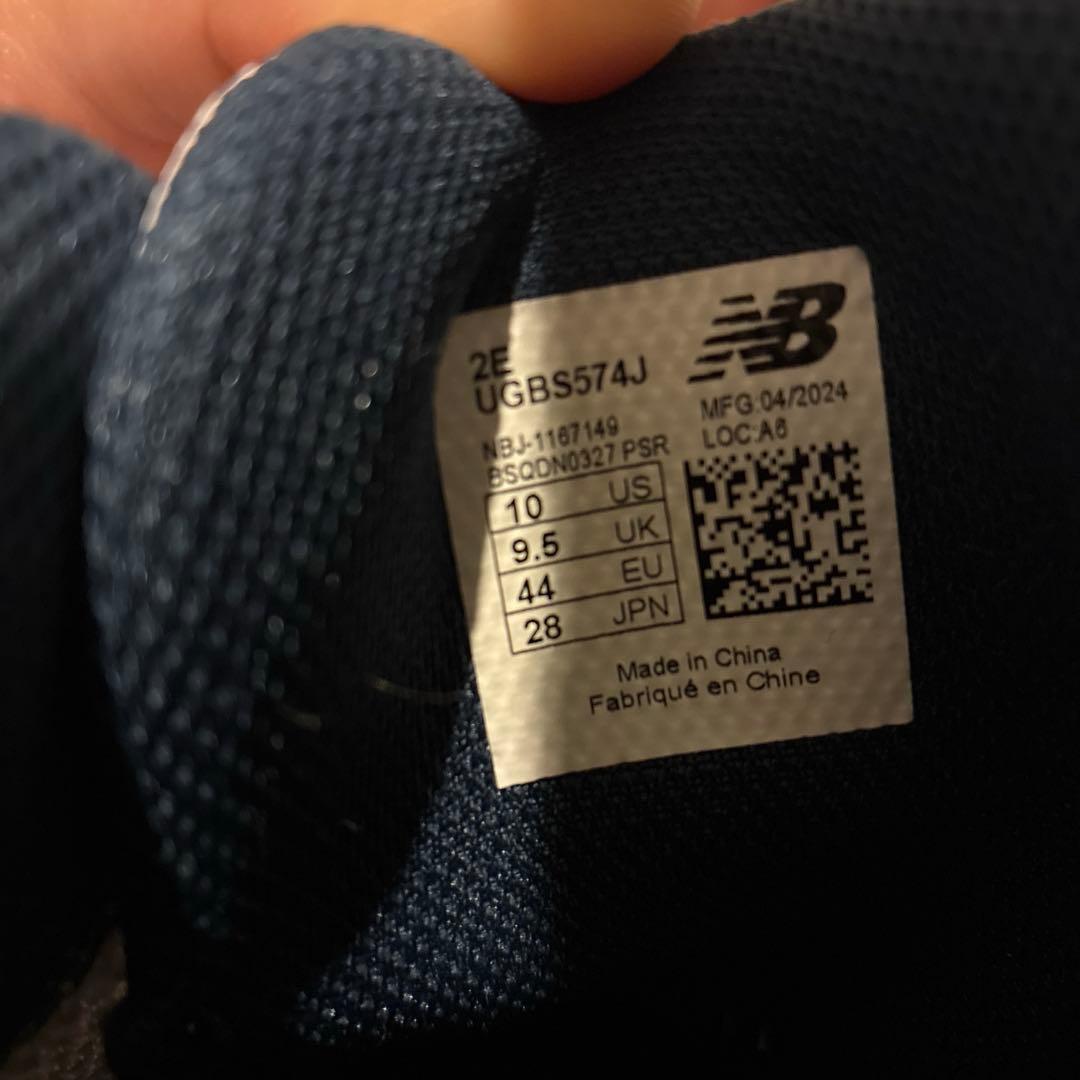 NB
2E
UGBS574J
MFG:04/2024
LOC:A6
NBJ-1167149
BSQDN0327 PSR
10 US
9.5 UK
44 EU
28 JPN
Made in China
Fabriqué en Chine